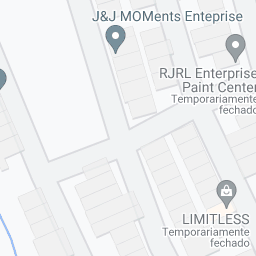 J&J MOMents Enteprise
RJRL Enterprise
Paint Center
Temporariamente
fechado
LIMITLESS
Temporariamente
fechado